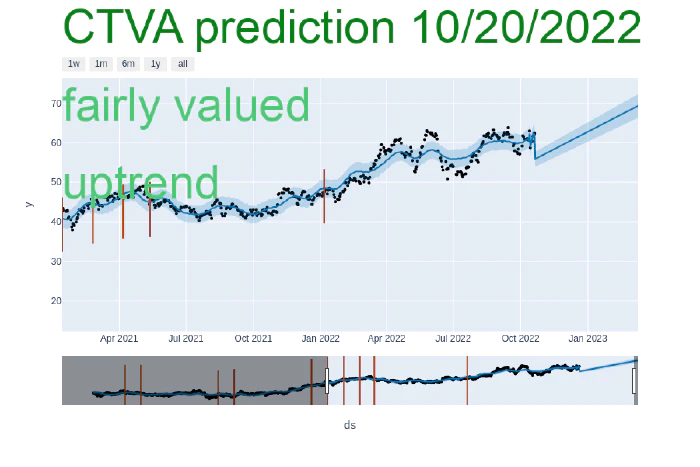 CTVA prediction 10/20/2022
1w 1m 6m 1y all
fairly valued
uptrend
70
60
50
40
30
20
y
Apr 2021 Jul 2021 Oct 2021 Jan 2022 Apr 2022 Jul 2022 Oct 2022 Jan 2023
ds